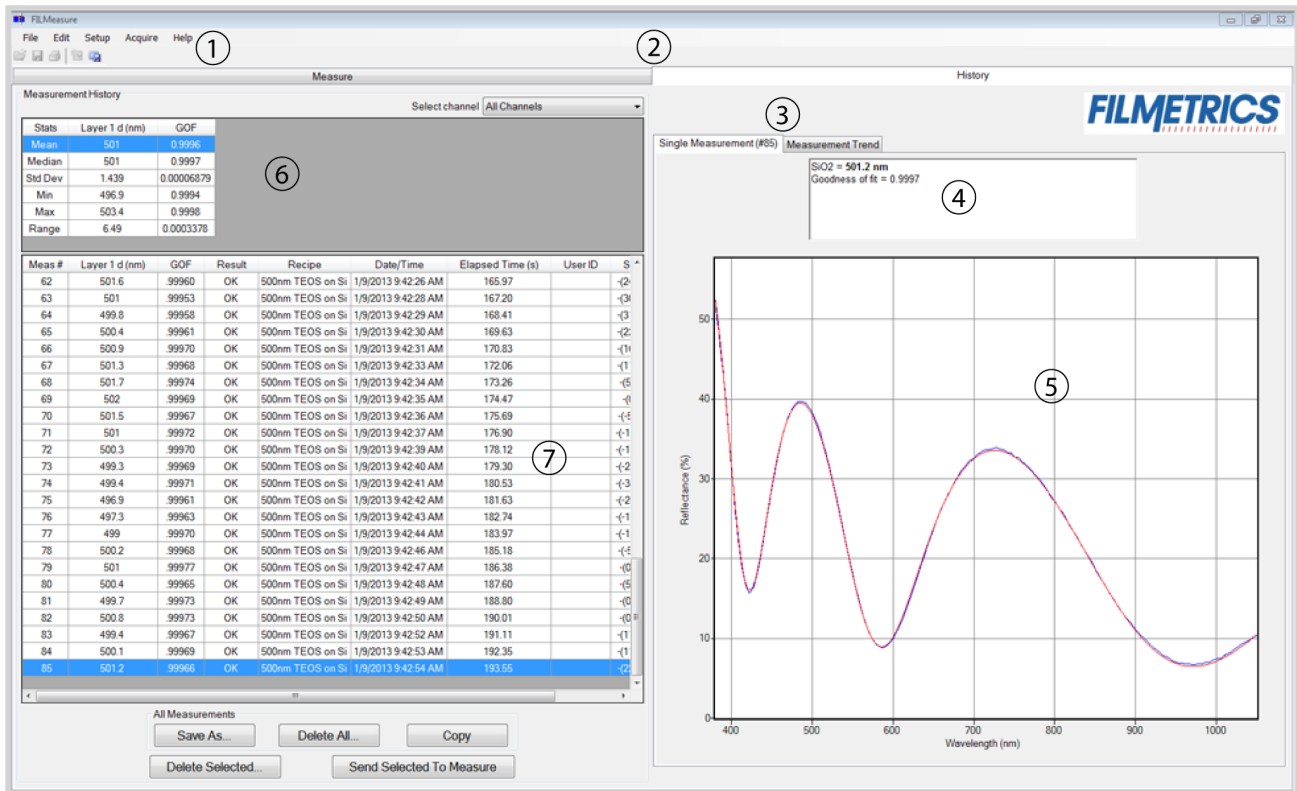 FILMeasure
File Edit Setup Acquire Help
1
2
Measure
History
Measurement History
Select channel All Channels
Stats Layer 1 d (nm) GOF
Mean 501 0.9996
Median 501 0.9997
Std Dev 1.439 0.00006879
Min 496.9 0.9994
Max 503.4 0.9998
Range 6.49 0.0003378
6
FILMETRICS
3
Single Measurement (#85) Measurement Trend
SiO2 = 501.2 nm
Goodness of fit = 0.9997
4
Meas # Layer 1 d (nm) GOF Result Recipe Date/Time Elapsed Time (s) User ID S
62 501.6 .99960 OK 500nm TEOS on Si 1/9/2013 9:42:26 AM 165.97 -(2
63 501 .99953 OK 500nm TEOS on Si 1/9/2013 9:42:28 AM 167.20 -(3
64 499.8 .99958 OK 500nm TEOS on Si 1/9/2013 9:42:29 AM 168.41 -(3
65 500.4 .99961 OK 500nm TEOS on Si 1/9/2013 9:42:30 AM 169.63 -(2
66 500.9 .99970 OK 500nm TEOS on Si 1/9/2013 9:42:31 AM 170.83 -(1
67 501.3 .99968 OK 500nm TEOS on Si 1/9/2013 9:42:33 AM 172.06 -(1
68 501.7 .99974 OK 500nm TEOS on Si 1/9/2013 9:42:34 AM 173.26 -(5
69 502 .99969 OK 500nm TEOS on Si 1/9/2013 9:42:35 AM 174.47
70 501.5 .99967 OK 500nm TEOS on Si 1/9/2013 9:42:36 AM 175.69
71 501 .99972 OK 500nm TEOS on Si 1/9/2013 9:42:37 AM 176.90 -(-1
72 500.3 .99970 OK 500nm TEOS on Si 1/9/2013 9:42:39 AM 178.12 -(-1
73 499.3 .99969 OK 500nm TEOS on Si 1/9/2013 9:42:40 AM 179.30 -(-2
74 499.4 .99971 OK 500nm TEOS on Si 1/9/2013 9:42:41 AM 180.53 -(-3
75 496.9 .99961 OK 500nm TEOS on Si 1/9/2013 9:42:42 AM 181.63 -(-2
76 497.3 .99963 OK 500nm TEOS on Si 1/9/2013 9:42:43 AM 182.74 -(-1
77 499 .99970 OK 500nm TEOS on Si 1/9/2013 9:42:44 AM 183.97 -(-1
78 500.2 .99968 OK 500nm TEOS on Si 1/9/2013 9:42:46 AM 185.18
79 501 .99977 OK 500nm TEOS on Si 1/9/2013 9:42:47 AM 186.38 -(0
80 500.4 .99965 OK 500nm TEOS on Si 1/9/2013 9:42:48 AM 187.60 -(5
81 499.7 .99973 OK 500nm TEOS on Si 1/9/2013 9:42:49 AM 188.80 -(0
82 500.8 .99973 OK 500nm TEOS on Si 1/9/2013 9:42:50 AM 190.01 -(0
83 499.4 .99967 OK 500nm TEOS on Si 1/9/2013 9:42:52 AM 191.11 -(1
84 500.1 .99969 OK 500nm TEOS on Si 1/9/2013 9:42:53 AM 192.35 -(1
85 501.2 .99966 OK 500nm TEOS on Si 1/9/2013 9:42:54 AM 193.55 -(2
7
All Measurements
Save As... Delete All... Copy
Delete Selected... Send Selected To Measure
5
50
40
30
20
10
0
Reflectance (%)
400 500 600 700 800 900 1000
Wavelength (nm)